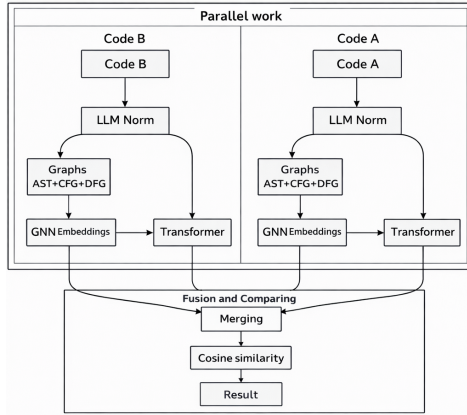 Parallel work
Code B
Code B
LLM Norm
Graphs
AST+CFG+DFG
GNN Embeddings
Transformer
Code A
Code A
LLM Norm
Graphs
AST+CFG+DFG
GNN Embeddings
Transformer
Fusion and Comparing
Merging
Cosine similarity
Result